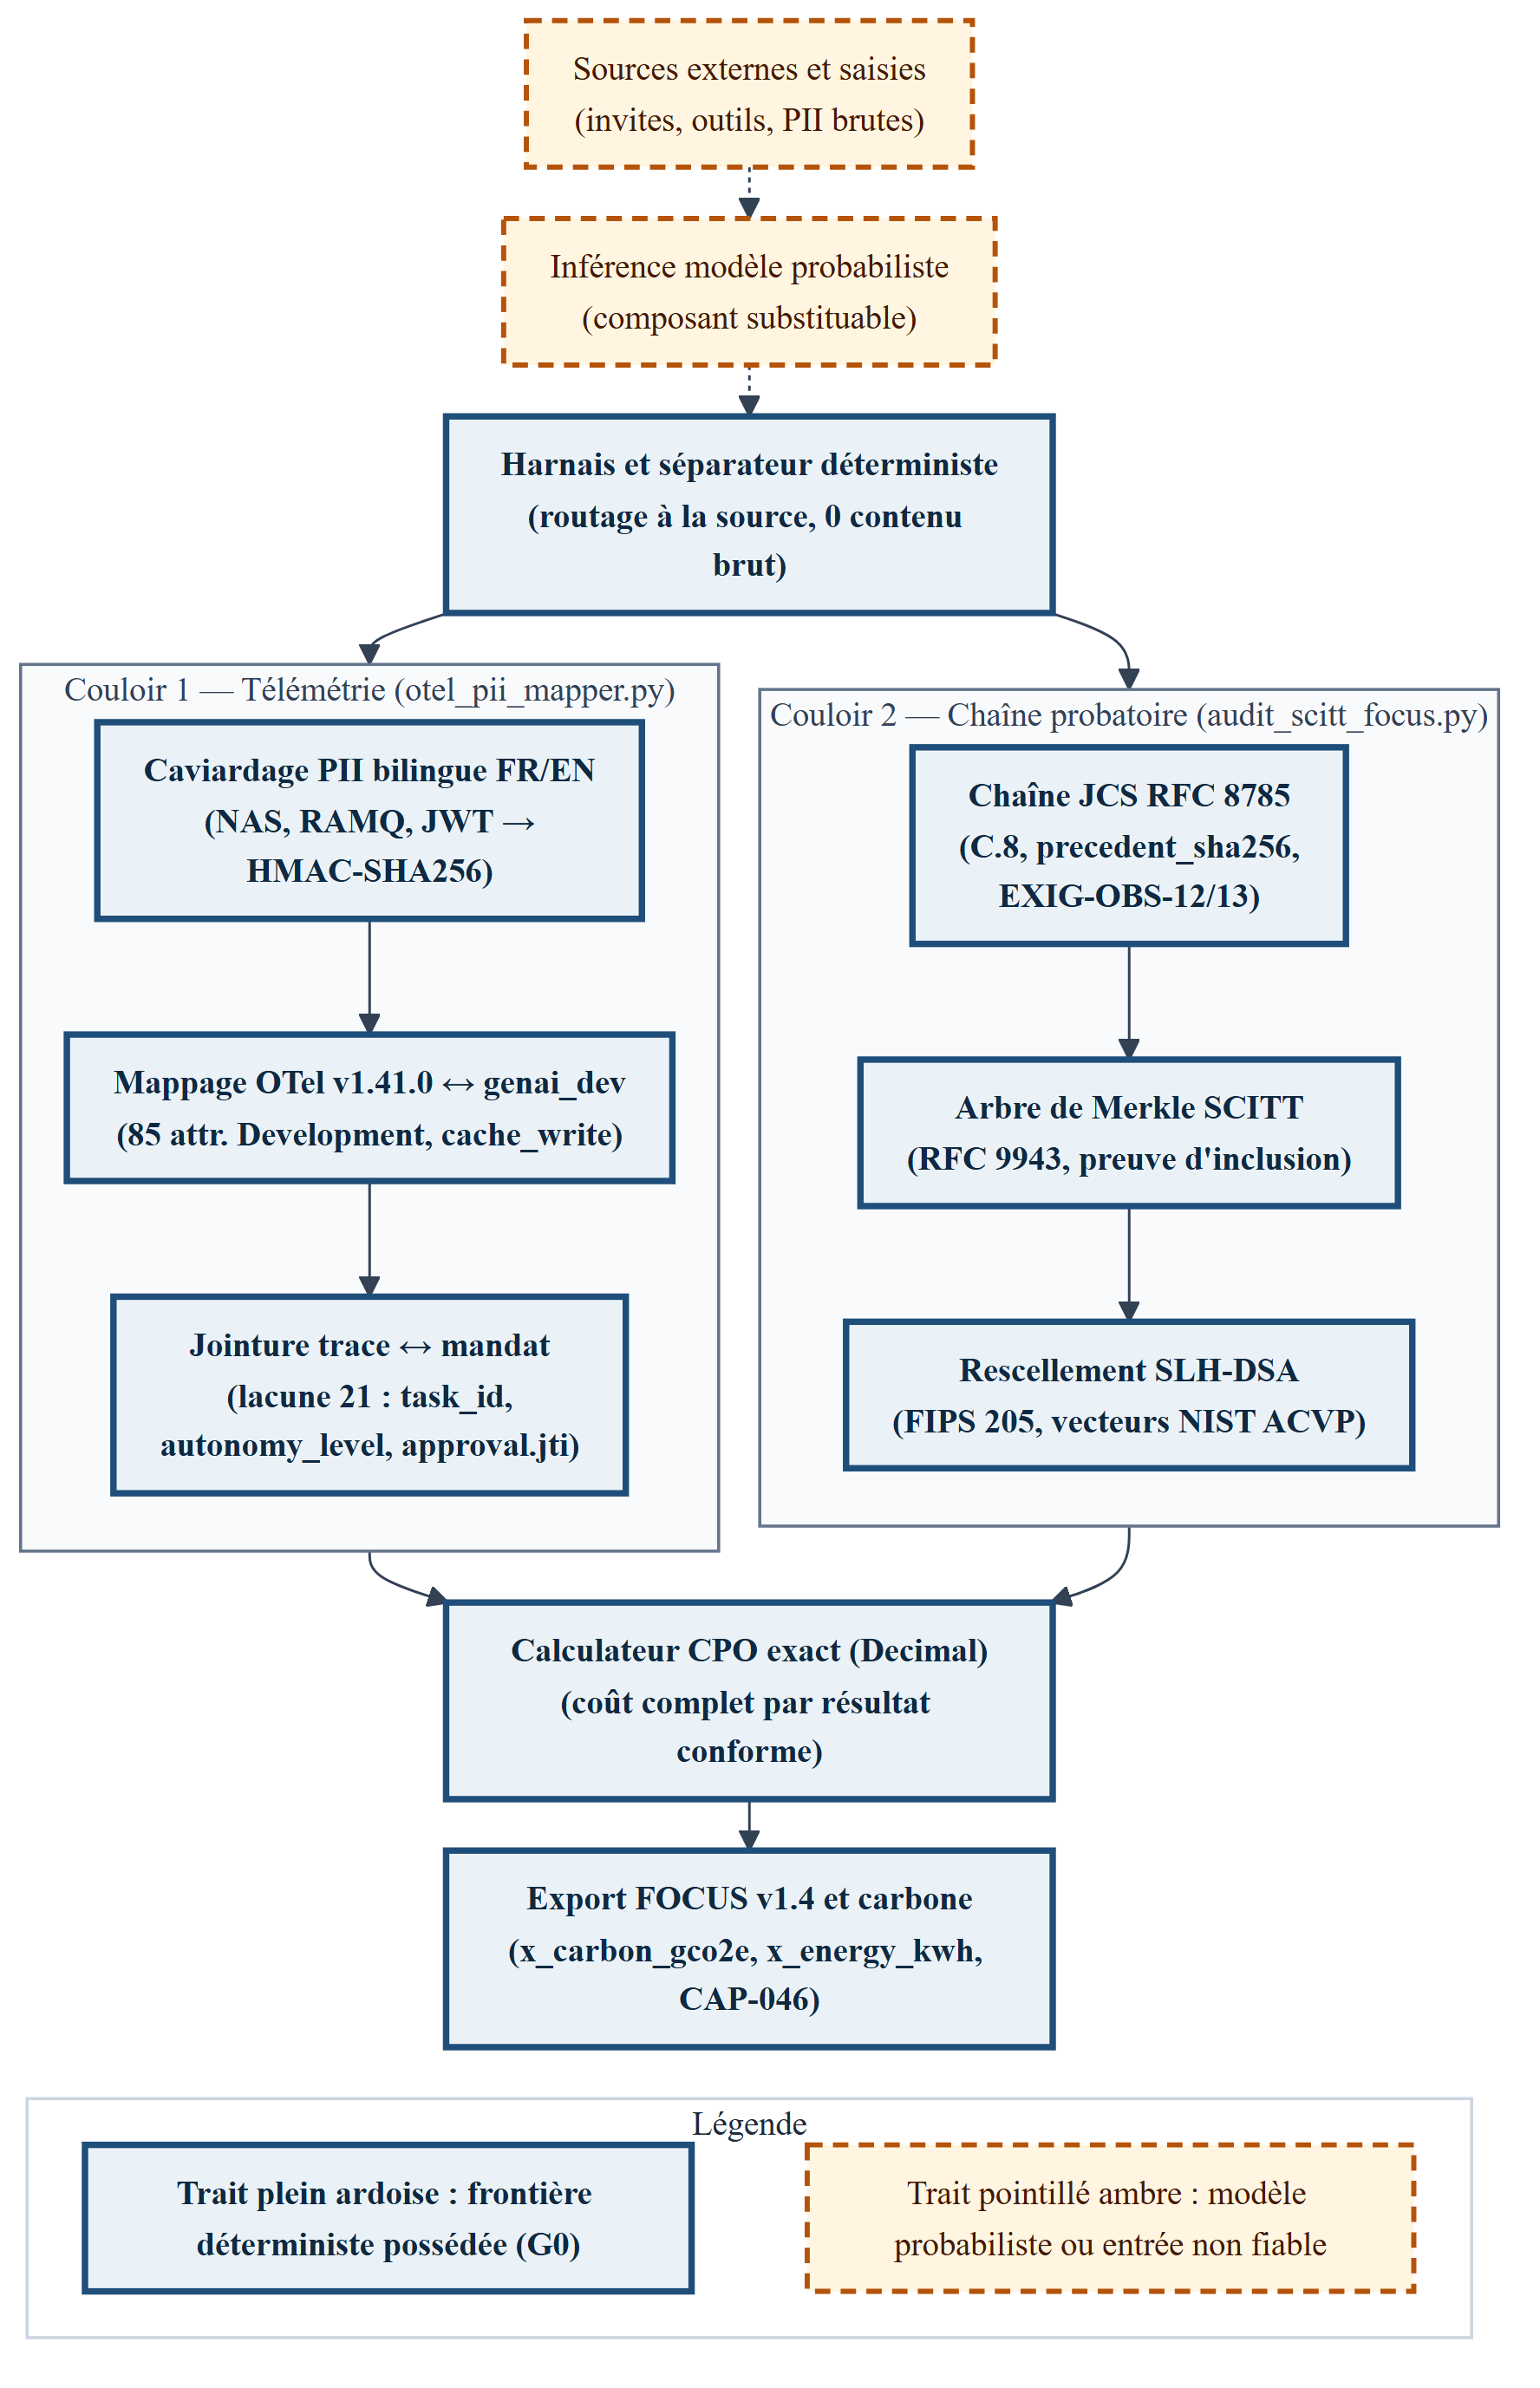 Sources externes et saisies
(invites, outils, PII brutes)
Inférence modèle probabiliste
(composant substituable)
Harnais et séparateur déterministe
(routage à la source, 0 contenu
brut)
Couloir 1 — Télémétrie (otel_pii_mapper.py)
Caviardage PII bilingue FR/EN
(NAS, RAMQ, JWT →
HMAC-SHA256)
Mappage OTel v1.41.0 ↔ genai_dev
(85 attr. Development, cache_write)
Jointure trace ↔ mandat
(lacune 21 : task_id,
autonomy_level, approval.jti)
Couloir 2 — Chaîne probatoire (audit_scitt_focus.py)
Chaîne JCS RFC 8785
(C.8, precedent_sha256,
EXIG-OBS-12/13)
Arbre de Merkle SCITT
(RFC 9943, preuve d'inclusion)
Rescellement SLH-DSA
(FIPS 205, vecteurs NIST ACVP)
Calculateur CPO exact (Decimal)
(coût complet par résultat
conforme)
Export FOCUS v1.4 et carbone
(x_carbon_gco2e, x_energy_kwh,
CAP-046)
Légende
Trait plein ardoise : frontière
déterministe possédée (G0)
Trait pointillé ambre : modèle
probabiliste ou entrée non fiable